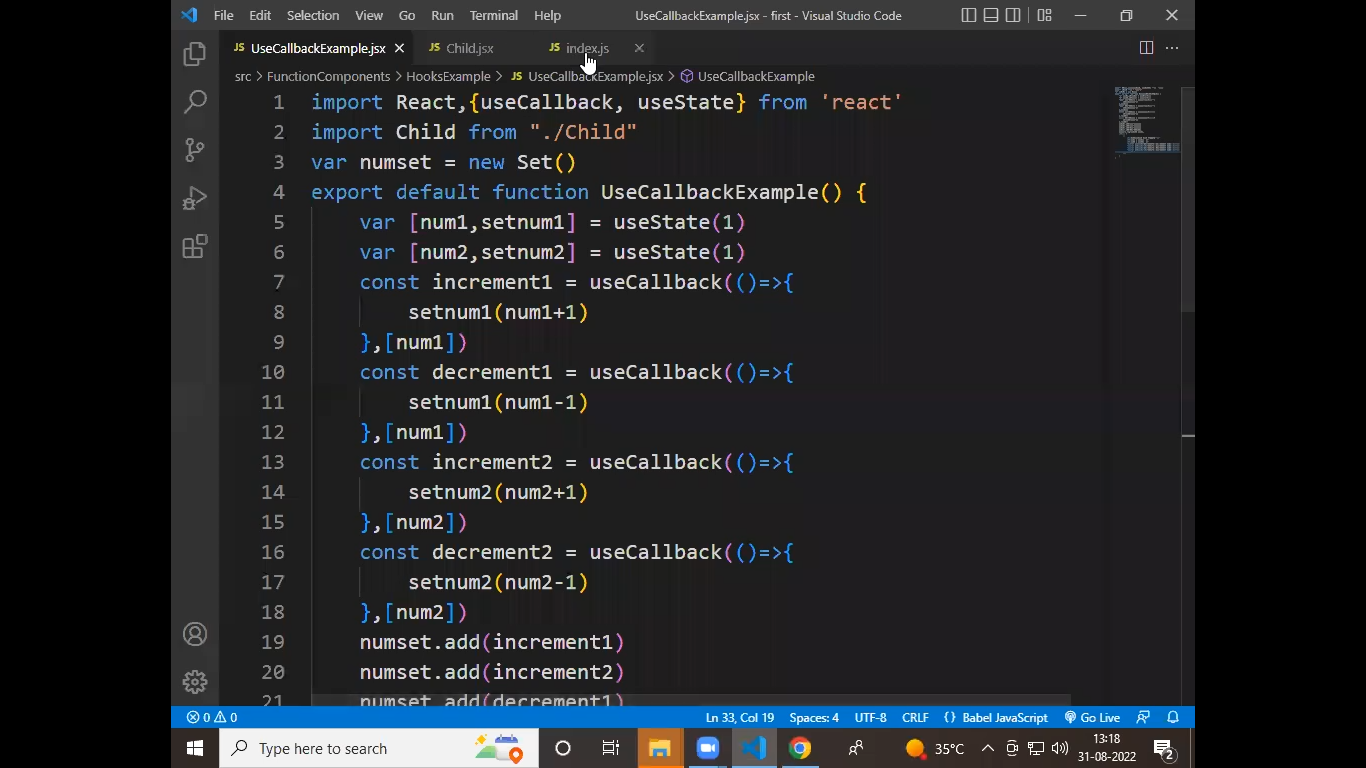 File Edit Selection View Go Run Terminal Help UseCallbackExample.jsx - first - Visual Studio Code
JS UseCallbackExample.jsx JS Child.jsx JS index.js
src > FunctionComponents > HooksExample > JS UseCallbackExample.jsx > UseCallbackExample
1 import React,{useCallback, useState} from 'react'
2 import Child from "./Child"
3 var numset = new Set()
4 export default function UseCallbackExample() {
5 var [num1,setnum1] = useState(1)
6 var [num2,setnum2] = useState(1)
7 const increment1 = useCallback(()=>{
8 setnum1(num1+1)
9 },[num1])
10 const decrement1 = useCallback(()=>{
11 setnum1(num1-1)
12 },[num1])
13 const increment2 = useCallback(()=>{
14 setnum2(num2+1)
15 },[num2])
16 const decrement2 = useCallback(()=>{
17 setnum2(num2-1)
18 },[num2])
19 numset.add(increment1)
20 numset.add(increment2)
21 numset.add(decrement1)
0 0 Ln 33, Col 19 Spaces: 4 UTF-8 CRLF {} Babel JavaScript Go Live
Type here to search 35°C 13:18
31-08-2022 2